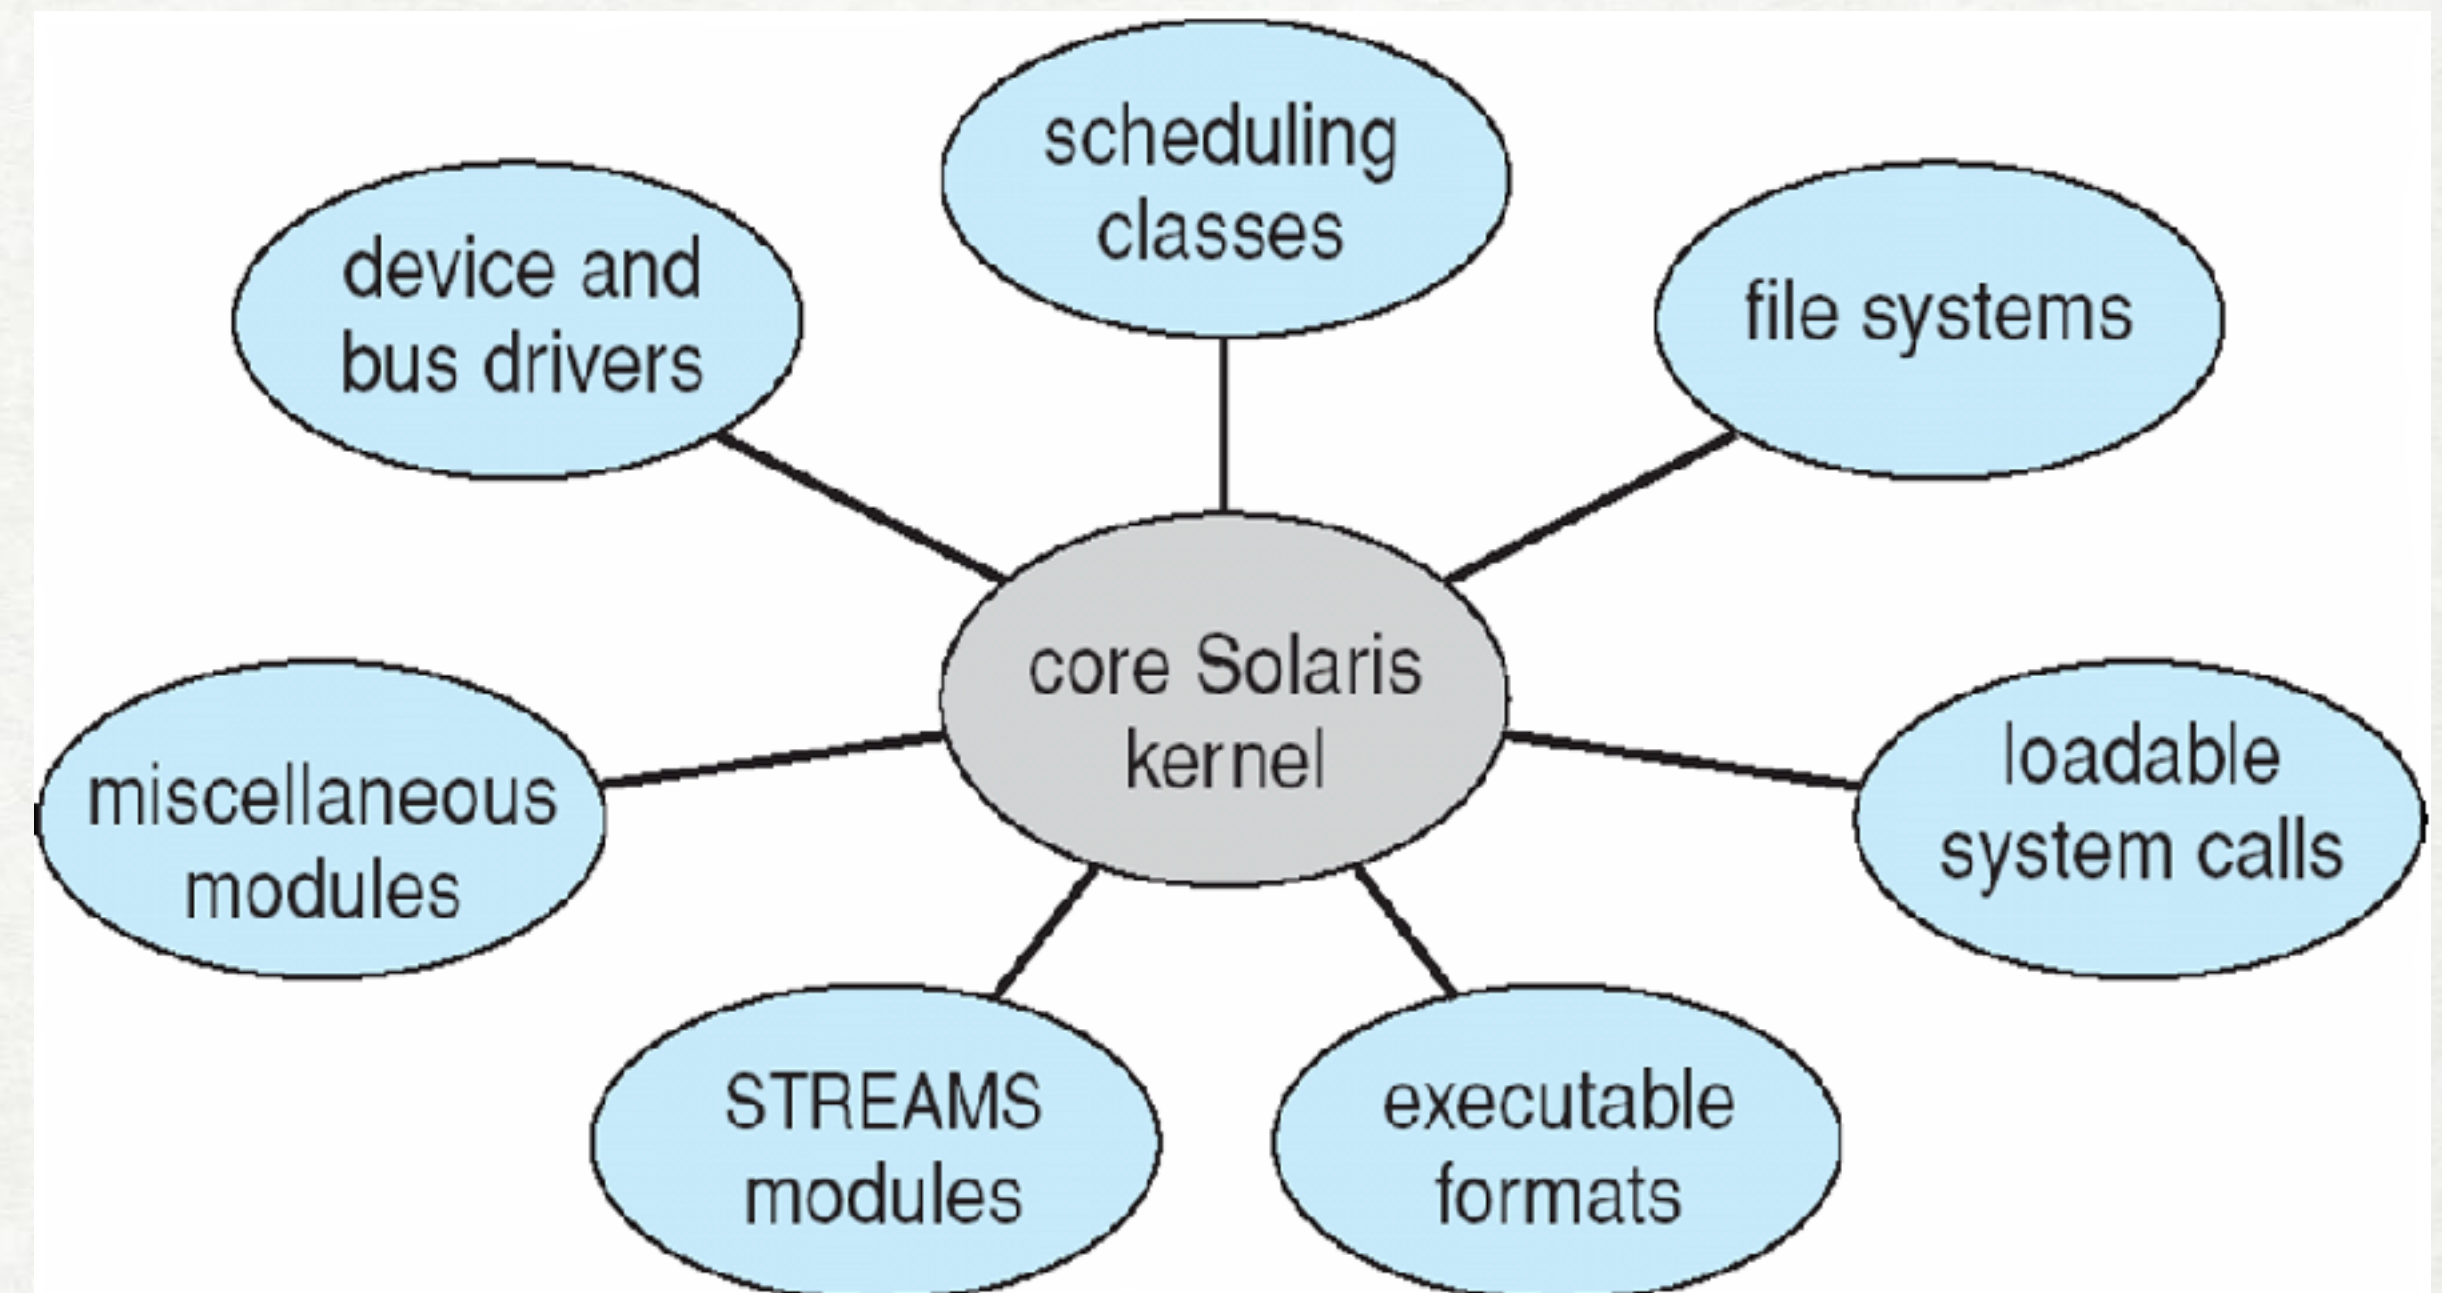 scheduling
classes
device and
bus drivers
file systems
core Solaris
kernel
miscellaneous
modules
loadable
system calls
STREAMS
modules
executable
formats